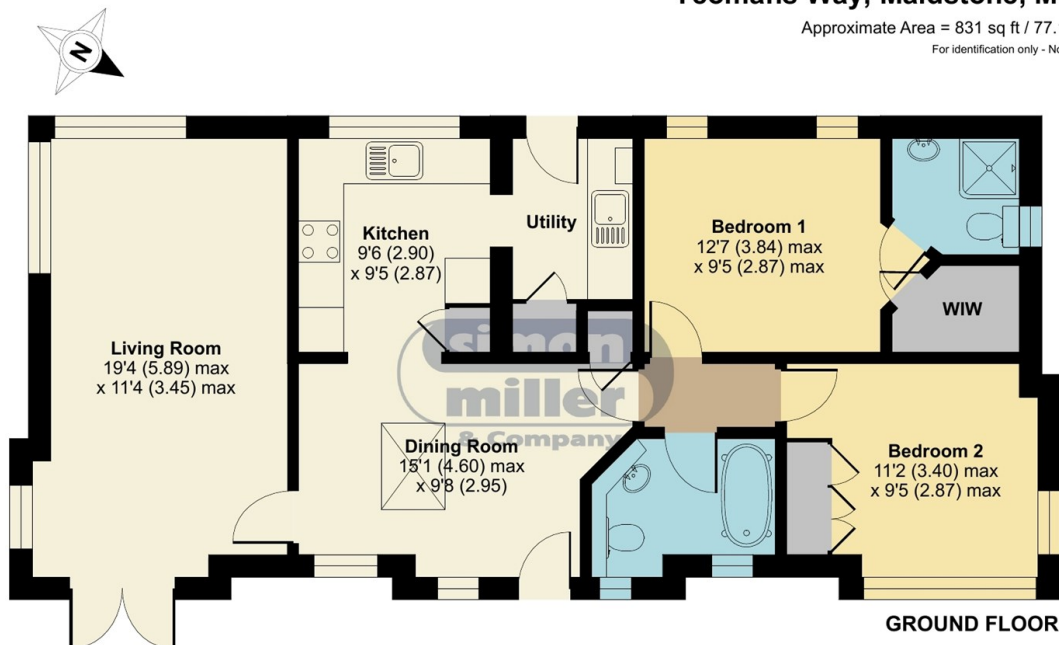 Maidstone,
Approximate Area = 831 sq ft / 77.
For identification only -
N
Kitchen
9'6 (2.90)
x 9'5 (2.87)
Utility
Bedroom 1
12'7 (3.84) max
x 9'5 (2.87) max
WIW
Living Room
19'4 (5.89) max
x 11'4 (3.45) max
simon
miller
& Company
Dining Room
15'1 (4.60) max
x 9'8 (2.95)
Bedroom 2
11'2 (3.40) max
x 9'5 (2.87) max
GROUND FLOOR